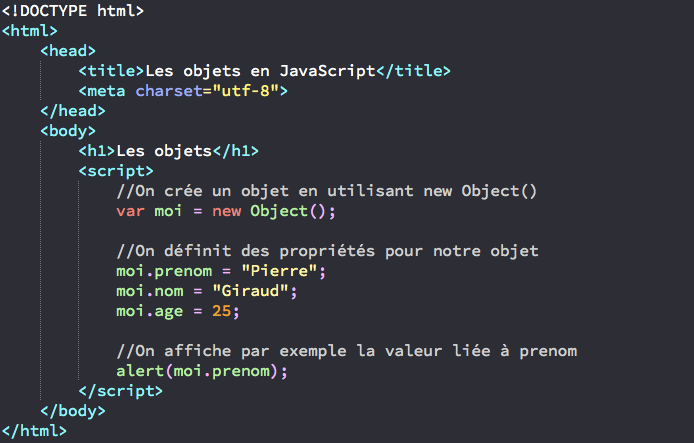 <!DOCTYPE html>
<html>
<head>
<title>Les objets en JavaScript</title>
<meta charset="utf-8">
</head>
<body>
<h1>Les objets</h1>
<script>
//On crée un objet en utilisant new Object()
var moi = new Object();
//On définit des propriétés pour notre objet
moi.prenom = "Pierre";
moi.nom = "Giraud";
moi.age = 25;
//On affiche par exemple la valeur liée à prenom
alert(moi.prenom);
</script>
</body>
</html>